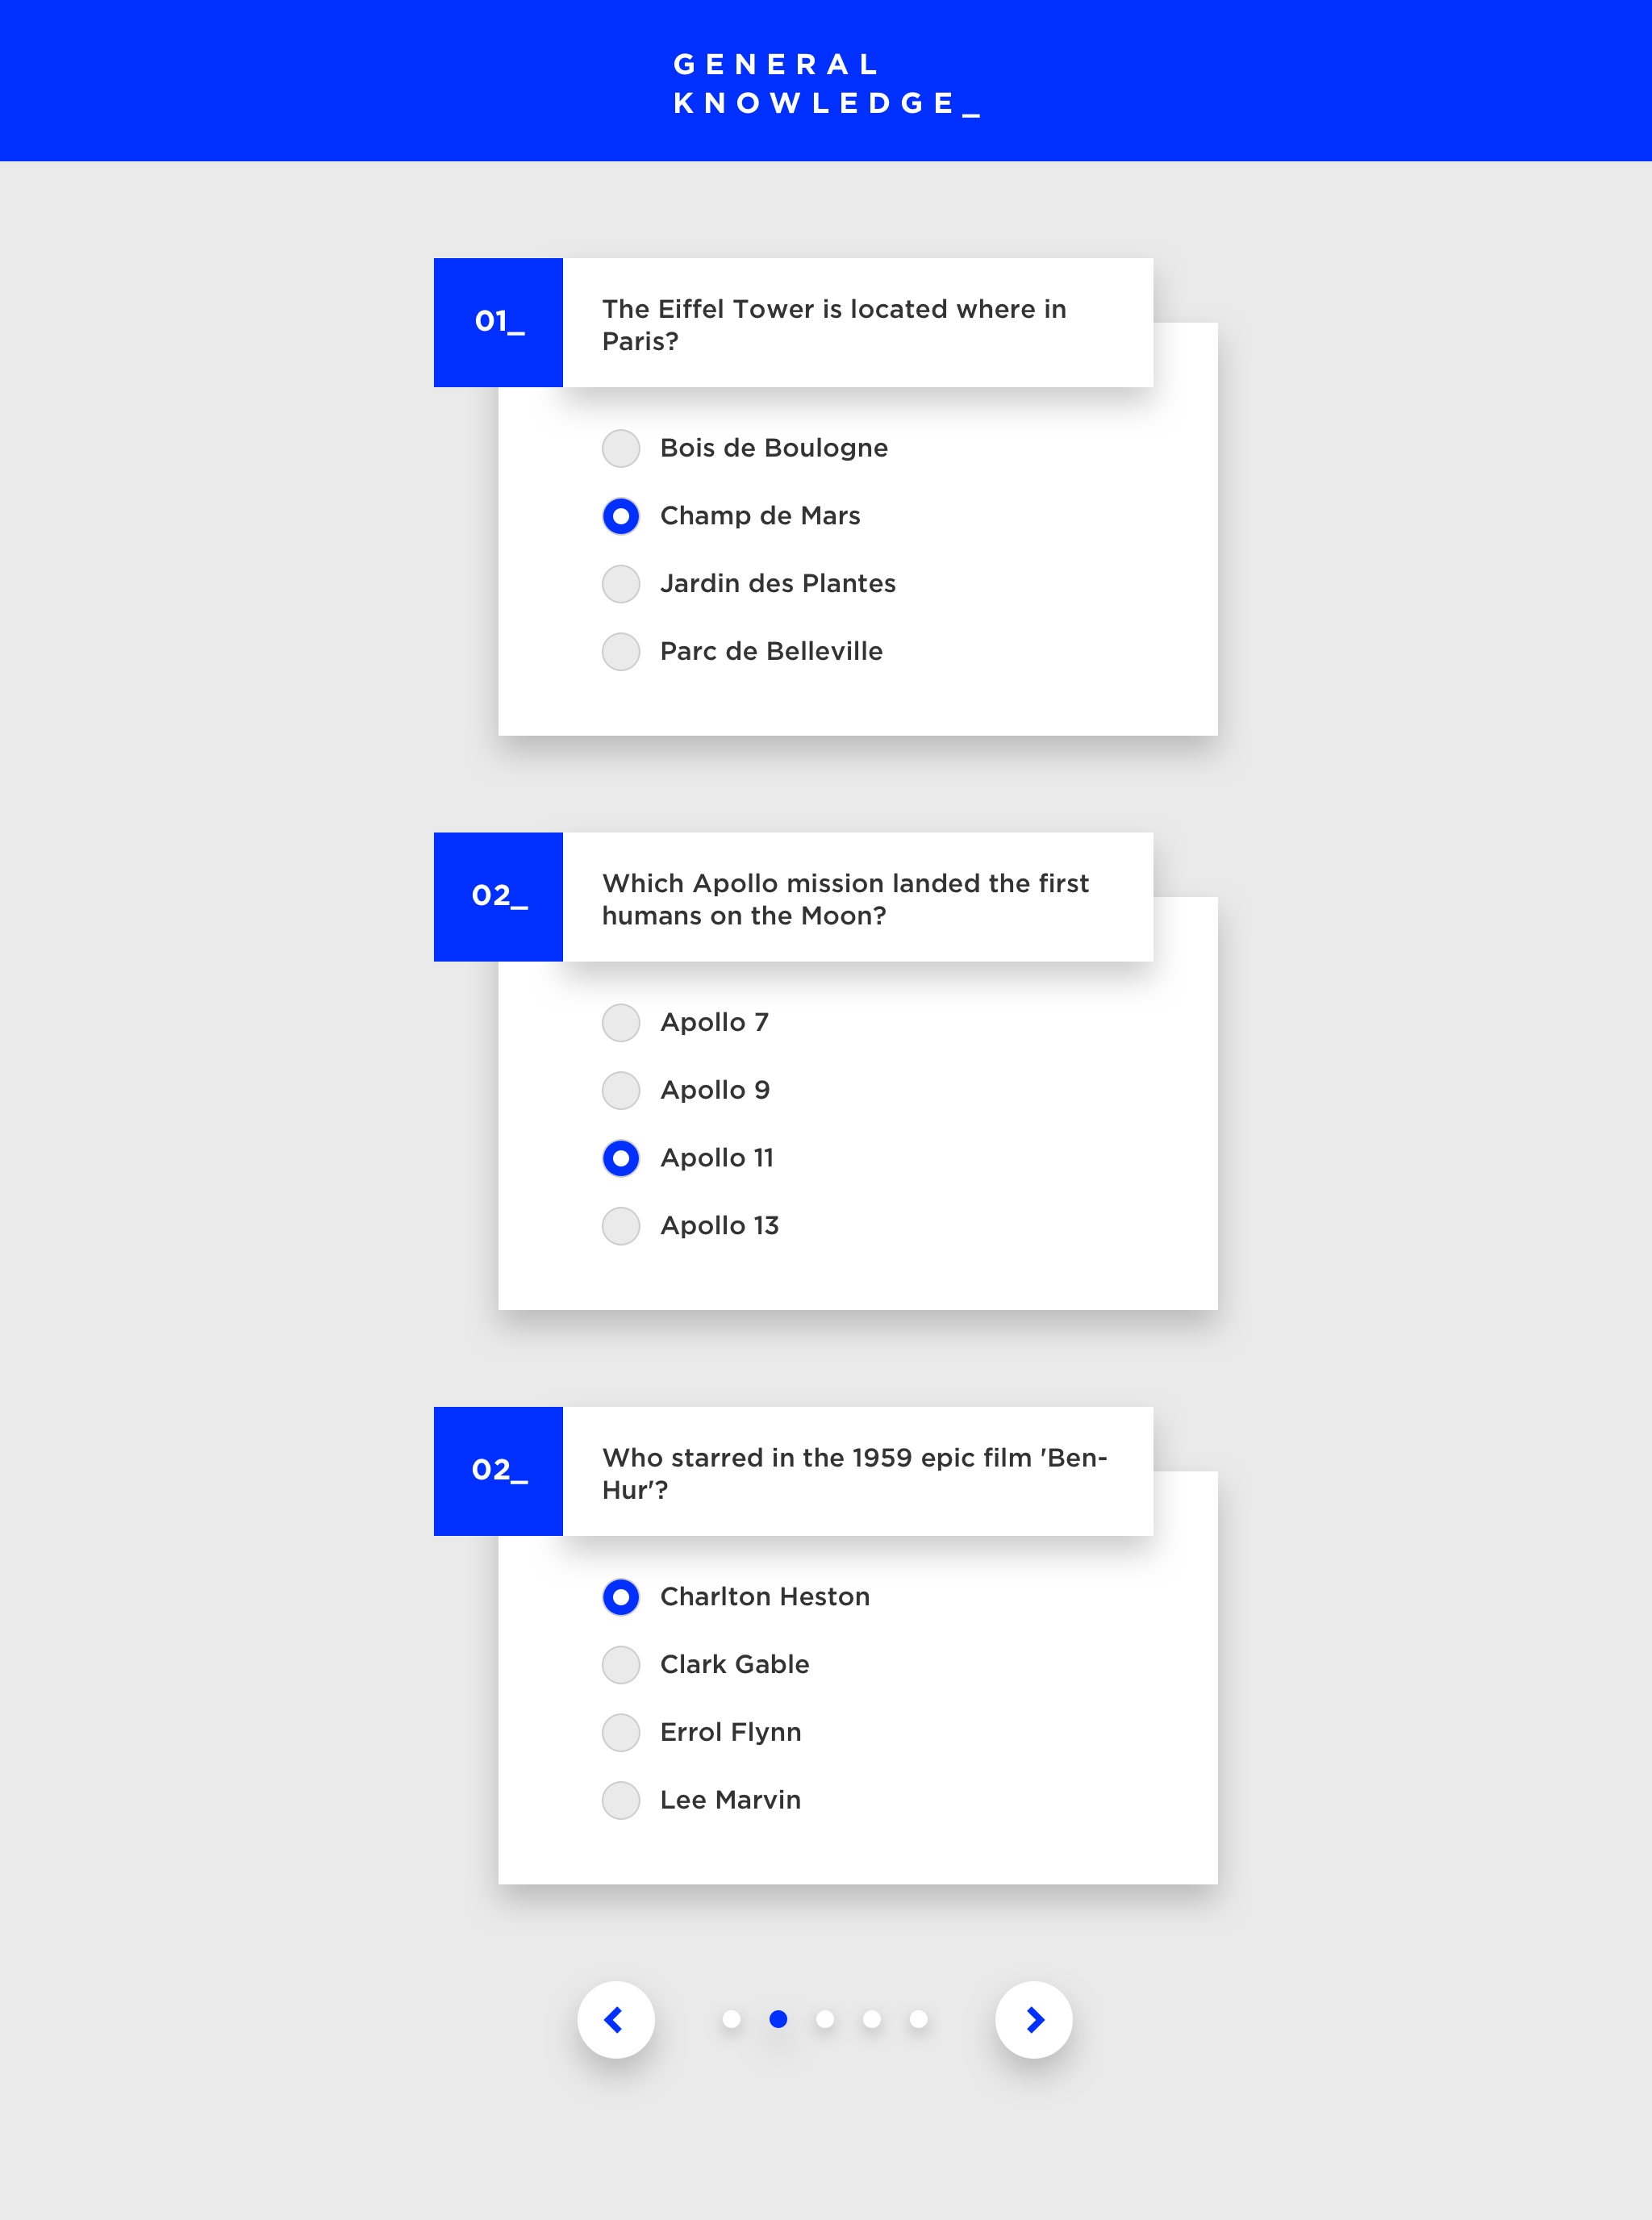 GENERAL
KNOWLEDGE_
01_
The Eiffel Tower is located where in
Paris?
Bois de Boulogne
Champ de Mars
Jardin des Plantes
Parc de Belleville
02_
Which Apollo mission landed the first
humans on the Moon?
Apollo 7
Apollo 9
Apollo 11
Apollo 13
02_
Who starred in the 1959 epic film 'Ben-
Hur'?
Charlton Heston
Clark Gable
Errol Flynn
Lee Marvin